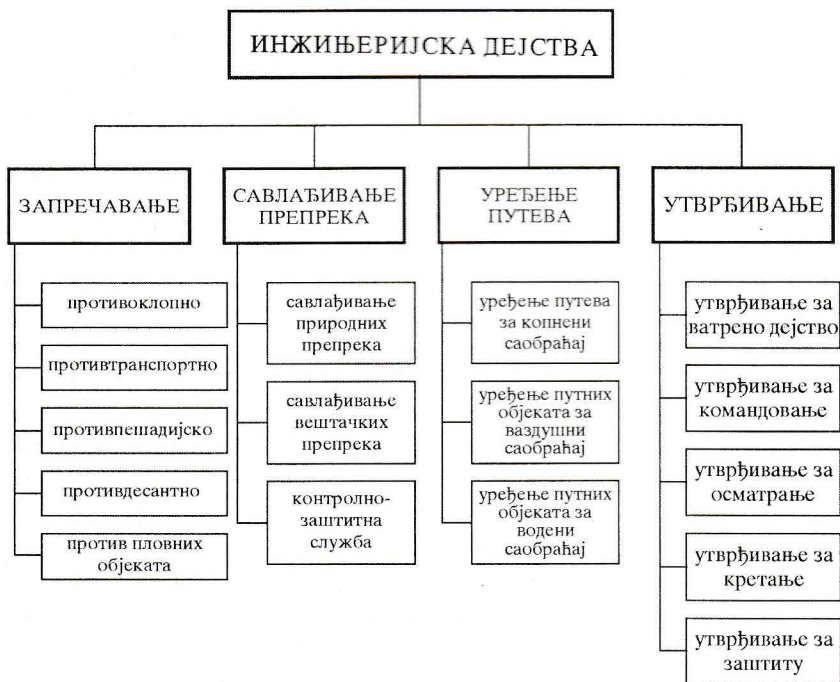 ИНЖИЊЕРИЈСКА ДЕЈСТВА
ЗАПРЕЧАВАЊЕ
противоклопно
противтранспортно
противпешадијско
противдесантно
против пловних
објеката
САВЛАЂИВАЊЕ
ПРЕПРЕКА
савлађивање
природних
препрека
савлађивање
вештачких
препрека
контролно-
заштитна
служба
УРЕЂЕЊЕ
ПУТЕВА
уређење путева
за копнени
саобраћај
уређење путних
објеката за
ваздушни
саобраћај
уређење путних
објеката за
водени
саобраћај
УТВРЂИВАЊЕ
утврђивање за
ватрено дејство
утврђивање за
командовање
утврђивање за
осматрање
утврђивање за
кретање
утврђивање за
заштиту